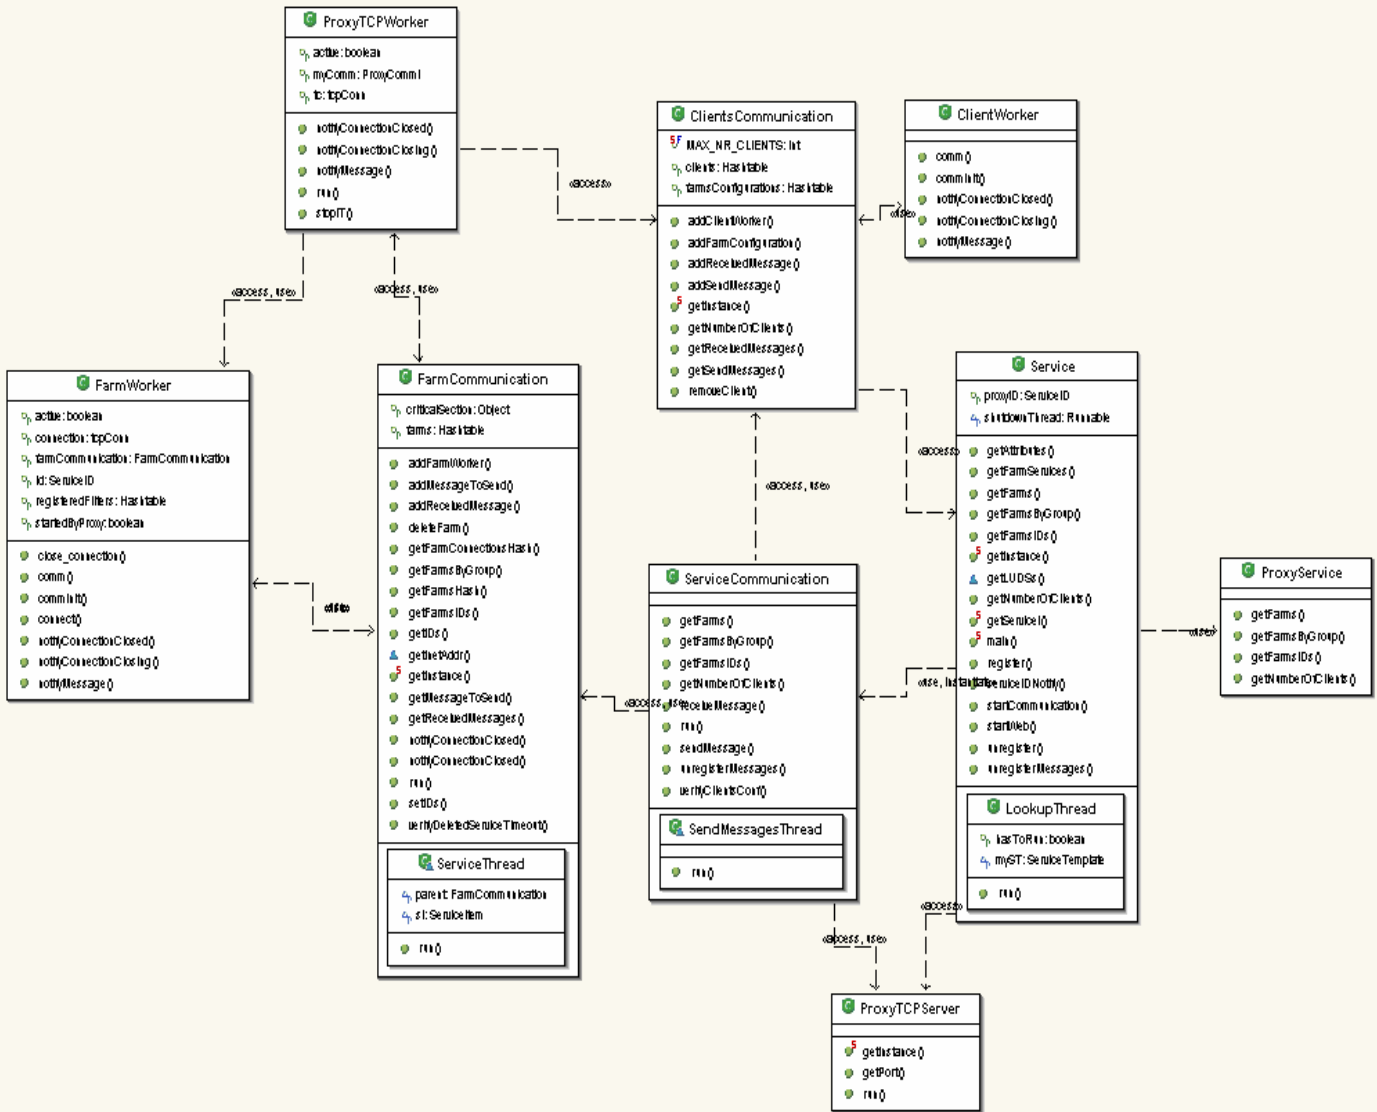 ProxyTCPWorker
active: boolean
myComm: ProxyCommI
tc: tcpConn
notifyConnectionClosed()
notifyConnectionClosing()
notifyMessage()
run()
stopIT()
ClientsCommunication
MAX_NR_CLIENTS: int
clients: Hashtable
farmsConfigurations: Hashtable
addClientWorker()
addFarmConfiguration()
addReceivedMessage()
addSendMessage()
getInstance()
getNumberOfClients()
getReceivedMessages()
getSendMessages()
removeClient()
ClientWorker
comm()
commInit()
notifyConnectionClosed()
notifyConnectionClosing()
notifyMessage()
«access»
«use»
«access, use»
«access, use»
FarmWorker
active: boolean
connection: tcpConn
farmCommunication: FarmCommunication
id: ServiceID
registeredFilters: Hashtable
startedByProxy: boolean
close_connection()
comm()
commInit()
connect()
notifyConnectionClosed()
notifyConnectionClosing()
notifyMessage()
«use»
FarmCommunication
criticalSection: Object
farms: Hashtable
addFarmWorker()
addMessageToSend()
addReceivedMessage()
deleteFarm()
getFarmConnectionsHash()
getFarmsByGroup()
getFarmsHash()
getFarmsIDs()
getIDs()
getInetAddr()
getInstance()
getMessageToSend()
getReceivedMessages()
notifyConnectionClosed()
notifyConnectionClosed()
run()
setIDs()
verifyDeletedServiceTimeout()
ServiceThread
parent: FarmCommunication
si: ServiceItem
run()
«access, use»
«access, use»
ServiceCommunication
getFarms()
getFarmsByGroup()
getFarmsIDs()
getNumberOfClients()
receiveMessage()
run()
sendMessage()
unregisterMessages()
verifyClientsConf()
SendMessagesThread
run()
«access»
«use, instantiate»
Service
proxyID: ServiceID
shutdownThread: Runnable
getAttributes()
getFarmServices()
getFarms()
getFarmsByGroup()
getFarmsIDs()
getInstance()
getLUDSs()
getNumberOfClients()
getServiceI()
main()
register()
serviceIDNotify()
startCommunication()
startWeb()
unregister()
unregisterMessages()
LookupThread
hasToRun: boolean
myST: ServiceTemplate
run()
«use»
ProxyService
getFarms()
getFarmsByGroup()
getFarmsIDs()
getNumberOfClients()
«access, use»
«access»
ProxyTCPServer
getInstance()
getPort()
run()